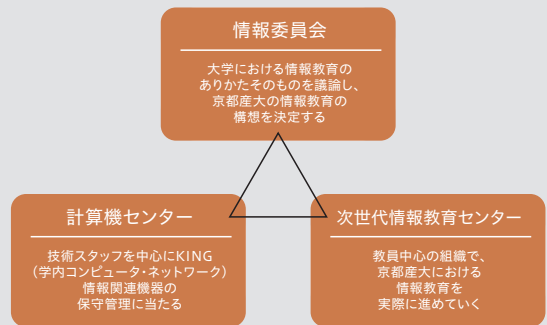 情報委員会
大学における情報教育の
ありかたそのものを議論し、
京都産大の情報教育の
構想を決定する
計算機センター
技術スタッフを中心にKING
（学内コンピュータ・ネットワーク）
情報関連機器の
保守管理に当たる
次世代情報教育センター
教員中心の組織で、
京都産大における
情報教育を
実際に進めていく